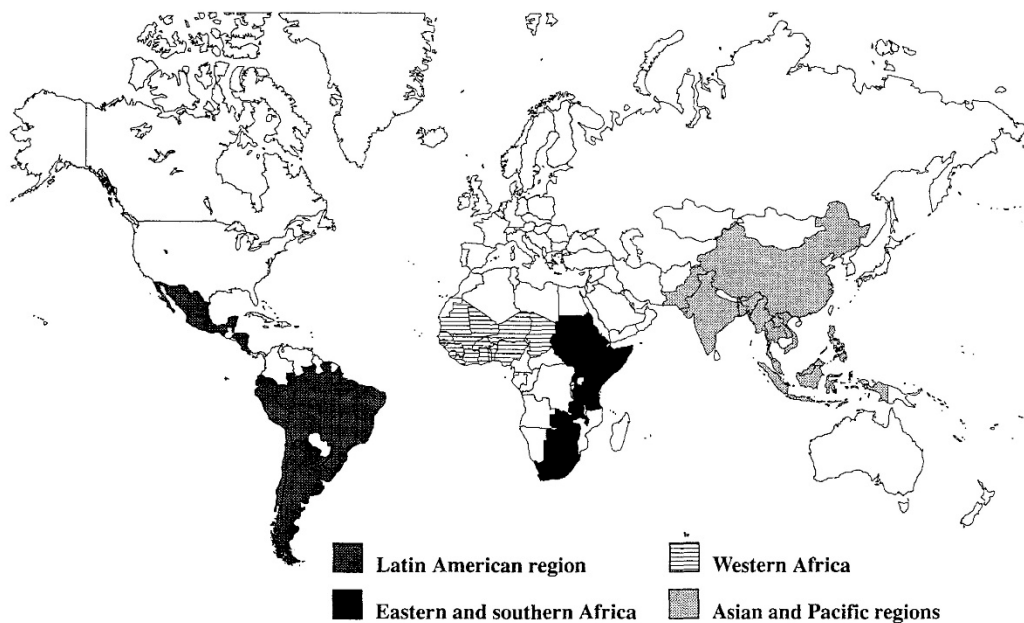 Latin American region
Western Africa
Eastern and southern Africa
Asian and Pacific regions